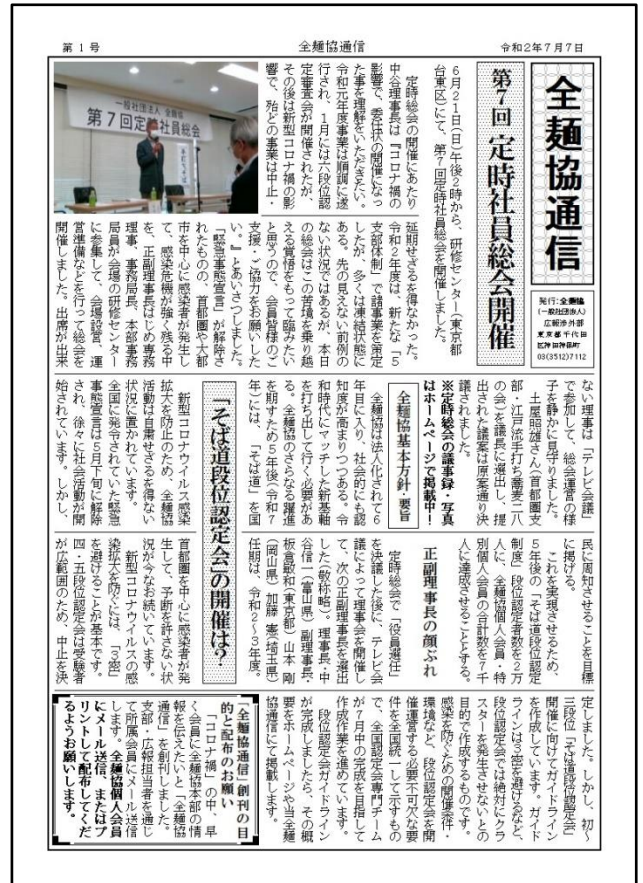 第1号
全麺協通信
令和2年7月7日
全麺協通信
発行:全麺協
(一般社団法人)
広報渉外部
東京都千代田
03(3512)7112
第7回 定時社員総会開催
6月21日(日)午後2時から、研修センター(東京都
台東区)にて、第7回定時社員総会を開催しました。
定時総会の開催にあたり
中谷理事長は『コロナ禍の
影響で、委任状の開催になっ
た事を理解をいただきたい。
令和元年度事業は順調に遂
行され、1月には六段位認
定審査会が開催されたが、
その後は新型コロナ禍の影
響で、殆どの事業は中止・
一般社団法人 全麺協
第7回定時社員総会
延期せざるを得なかった。
令和2年度は、新たな「5
支部体制」で諸事業を策定
したが、多くは凍結状態に
ある。先の見えない前例の
ない状況ではあるが、本日
の総会はこの苦境を乗り越
える覚悟をもって臨みたい
と思うので、会員皆様のご
支援・ご協力をお願いした
い。』とあいさつしました。
「緊急事態宣言」が解除さ
れたものの、首都圏や大都
市を中心に感染者が発生し
て、感染危機が強く残る中
を、正副理事長はじめ専務
理事、事務局長、本部事務
局員が会場の研修センター
に参集して、会場設営、運
営準備などを行って総会を
開催しました。出席が出来
ない理事は「テレビ会議」
で参加して、総会運営の様
子を静かに見守りました。
土屋昭雄さん(首都圏支
部・江戸流手打ち蕎麦二八
の会)を議長に選出し、提
出された議案は原案通り決
議されました。
※定時総会の議事録・写真
はホームページで掲載中!
全麺協基本方針・要旨
全麺協は法人化されて6
年目に入り、社会的にも認
知度が高まりつつある。令
和時代にマッチした新基軸
を打ち出して行く必要があ
る。全麺協のさらなる躍進
を期すため5年後(令和7
年)には、「そば道」を国
民に周知させることを目標
に掲げる。
これを実現させるため、
5年後の「そば道段位認定
制度」段位認定者数を2万
人に、全麺協個人会員・特
別個人会員の合計数を7千
人に達成させることとする。
正副理事長の顔ぶれ
定時総会で「役員選任」
を決議した後に、テレビ会
議によって理事会を開催し
て、次の正副理事長を選出
した(敬称略)。理事長・中
谷信一(富山県) 副理事長・
板倉敏和(東京都) 山本 剛
(岡山県) 加藤 憲(埼玉県)
任期は、令和2～3年度。
「そば道段位認定会」の開催は?
新型コロナウイルス感染
拡大を防止のため、全麺協
活動は自粛せざるを得ない
状況に置かれています。
全国に発令されていた緊急
事態宣言は5月下旬に解除
され、徐々に社会活動が開
始されています。しかし、
首都圏を中心に感染者が発
生して、予断を許さない状
況が今なお続いています。
新型コロナウイルスの感
染拡大を防ぐには、「3密」
を避けることが基本です。
四・五段位認定会は受験者
が広範囲のため、中止を決
定しました。しかし、初～
三段位「そば道段位認定会」
開催に向けてガイドライン
を作成しています。ガイド
ラインは3密を避けるなど、
段位認定会では絶対にクラ
スターを発生させないとの
目的で作成するものです。
感染を防ぐための開催条件・
環境など、段位認定会を開
催運営する必要不可欠な要
件を全国統一して示すもの
で、全国認定会専門チーム
が7月中の完成を目指して
作成作業を進めています。
段位認定会ガイドライン
が完成しましたら、その概
要をホームページや当全麺
協通信にて掲載します。
「全麺協通信」創刊の目
的と配布のお願い
「コロナ禍」の中、早
く会員に全麺協本部の情
報を伝えたいと「全麺協
通信」を創刊しました。
支部・広報担当者を通じ
て所属会員にメール送信
します。全麺協個人会員
にメール送信、またはプ
リントして配布してくだ
るようお願いします。